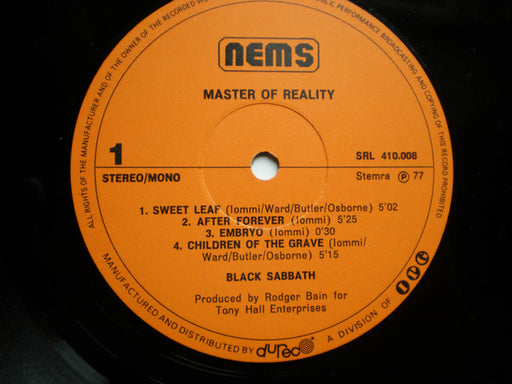 nems
MASTER OF REALITY
1
SRL 410.008
STEREO/MONO
Stemra Ⓟ 77
1. SWEET LEAF (Iommi/Ward/Butler/Osborne) 5'02
2. AFTER FOREVER (Iommi) 5'25
3. EMBRYO (Iommi) 0'30
4. CHILDREN OF THE GRAVE (Iommi/
Ward/Butler/Osborne) 5'15
BLACK SABBATH
Produced by Rodger Bain for
Tony Hall Enterprises
ALL RIGHTS OF THE MANUFACTURER AND OF THE OWNER OF THE RECORDED WO
PUBLIC PERFORMANCE BROADCASTING AND COPYING OF THIS RECORD PROHIBITED
MANUFACTURED AND DISTRIBUTED BY dureco A DIVISION OF